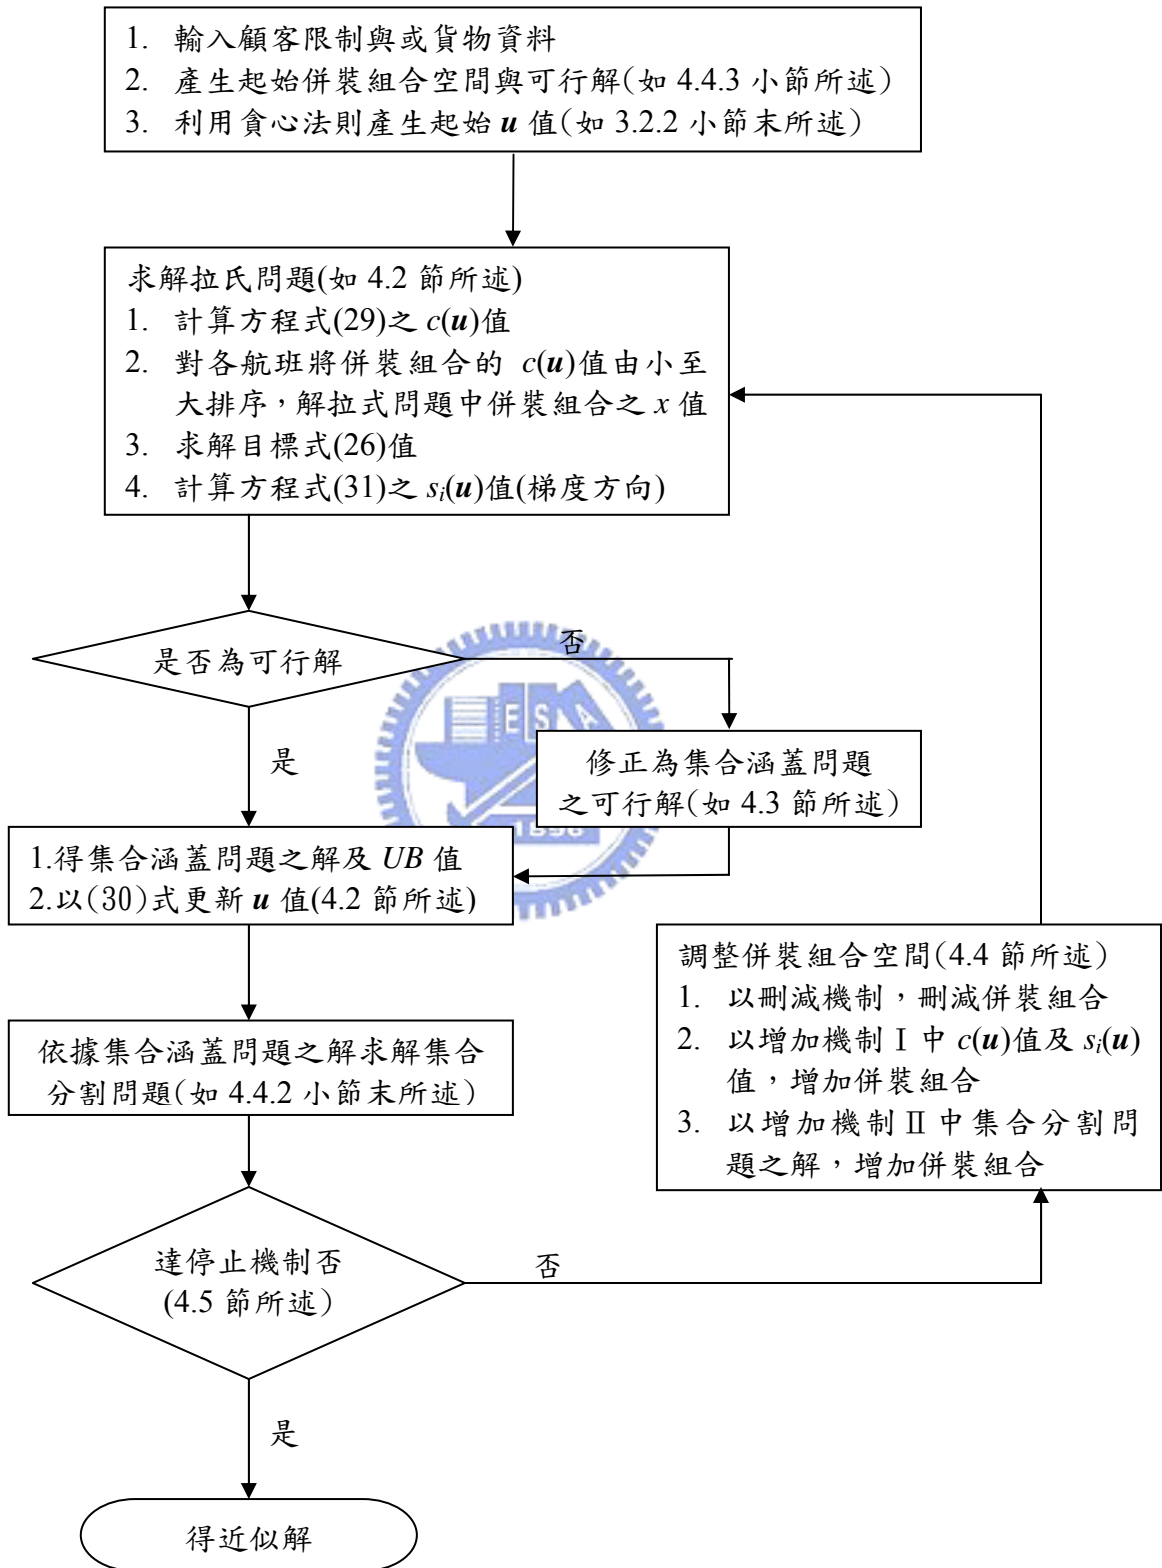 1. 輸入顧客限制與或貨物資料
2. 產生起始併裝組合空間與可行解(如 4.4.3 小節所述)
3. 利用貪心法則產生起始 u 值(如 3.2.2 小節末所述)
求解拉氏問題(如 4.2 節所述)
1. 計算方程式(29)之 c(u)值
2. 對各航班將併裝組合的 c(u)值由小至
大排序，解拉式問題中併裝組合之 x 值
3. 求解目標式(26)值
4. 計算方程式(31)之 si(u)值(梯度方向)
是否為可行解
否
是
修正為集合涵蓋問題
之可行解(如 4.3 節所述)
1.得集合涵蓋問題之解及 UB 值
2.以(30)式更新 u 值(4.2 節所述)
依據集合涵蓋問題之解求解集合
分割問題(如 4.4.2 小節末所述)
調整併裝組合空間(4.4 節所述)
1. 以刪減機制，刪減併裝組合
2. 以增加機制Ⅰ中 c(u)值及 si(u)
值，增加併裝組合
3. 以增加機制Ⅱ中集合分割問
題之解，增加併裝組合
達停止機制否
(4.5 節所述)
否
是
得近似解
E S A